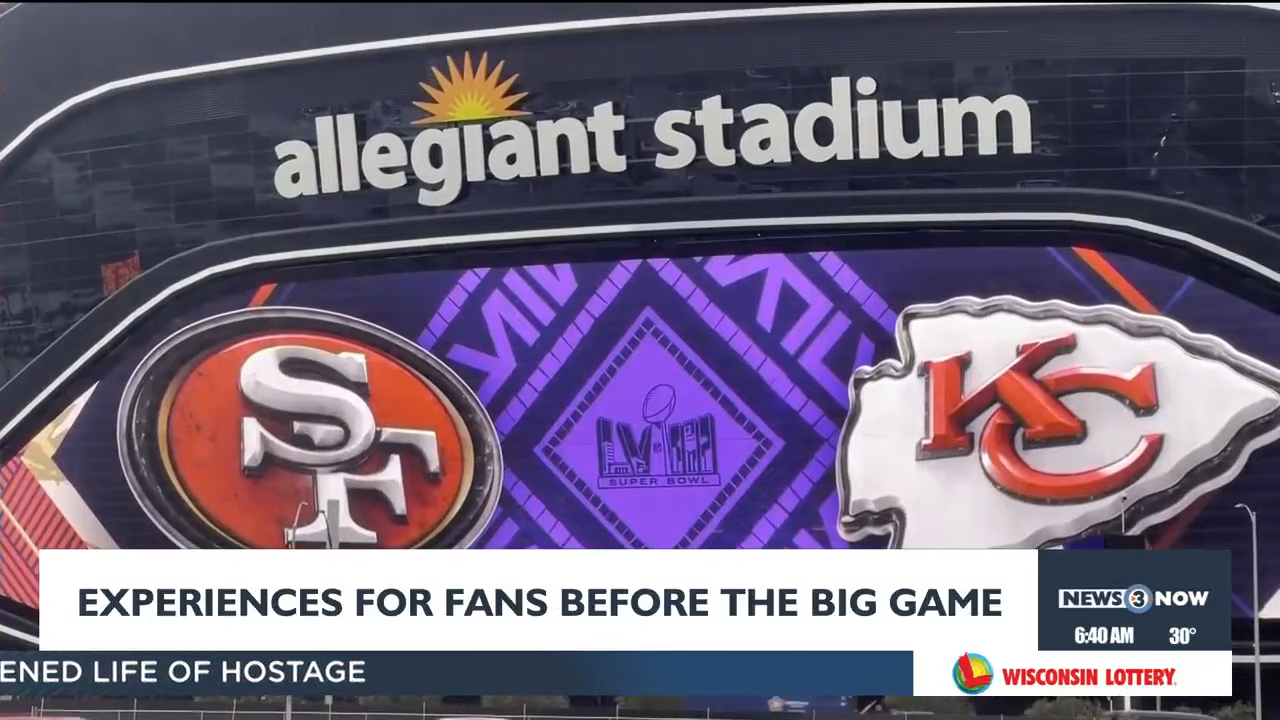 allegiant stadium
SF
LVIII
SUPER BOWL
KC
EXPERIENCES FOR FANS BEFORE THE BIG GAME
NEWS 3 NOW
6:40 AM 30°
ENED LIFE OF HOSTAGE
WISCONSIN LOTTERY